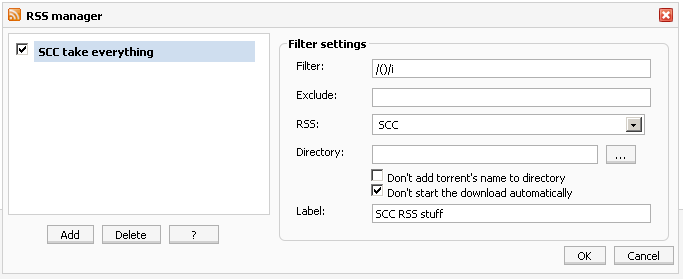 RSS manager
SCC take everything
Filter settings
Filter: /()/i
Exclude:
RSS: SCC
Directory: ...
Don't add torrent's name to directory
Don't start the download automatically
Label: SCC RSS stuff
Add Delete ?
OK Cancel